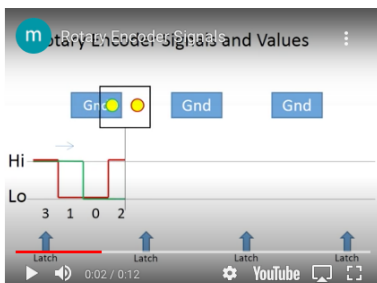 m Rotary Encoder Signals
Rotary Encoder Signals and Values
Gnd Gnd Gnd
Hi
Lo
3 1 0 2
Latch Latch Latch Latch
0:02 / 0:12 YouTube